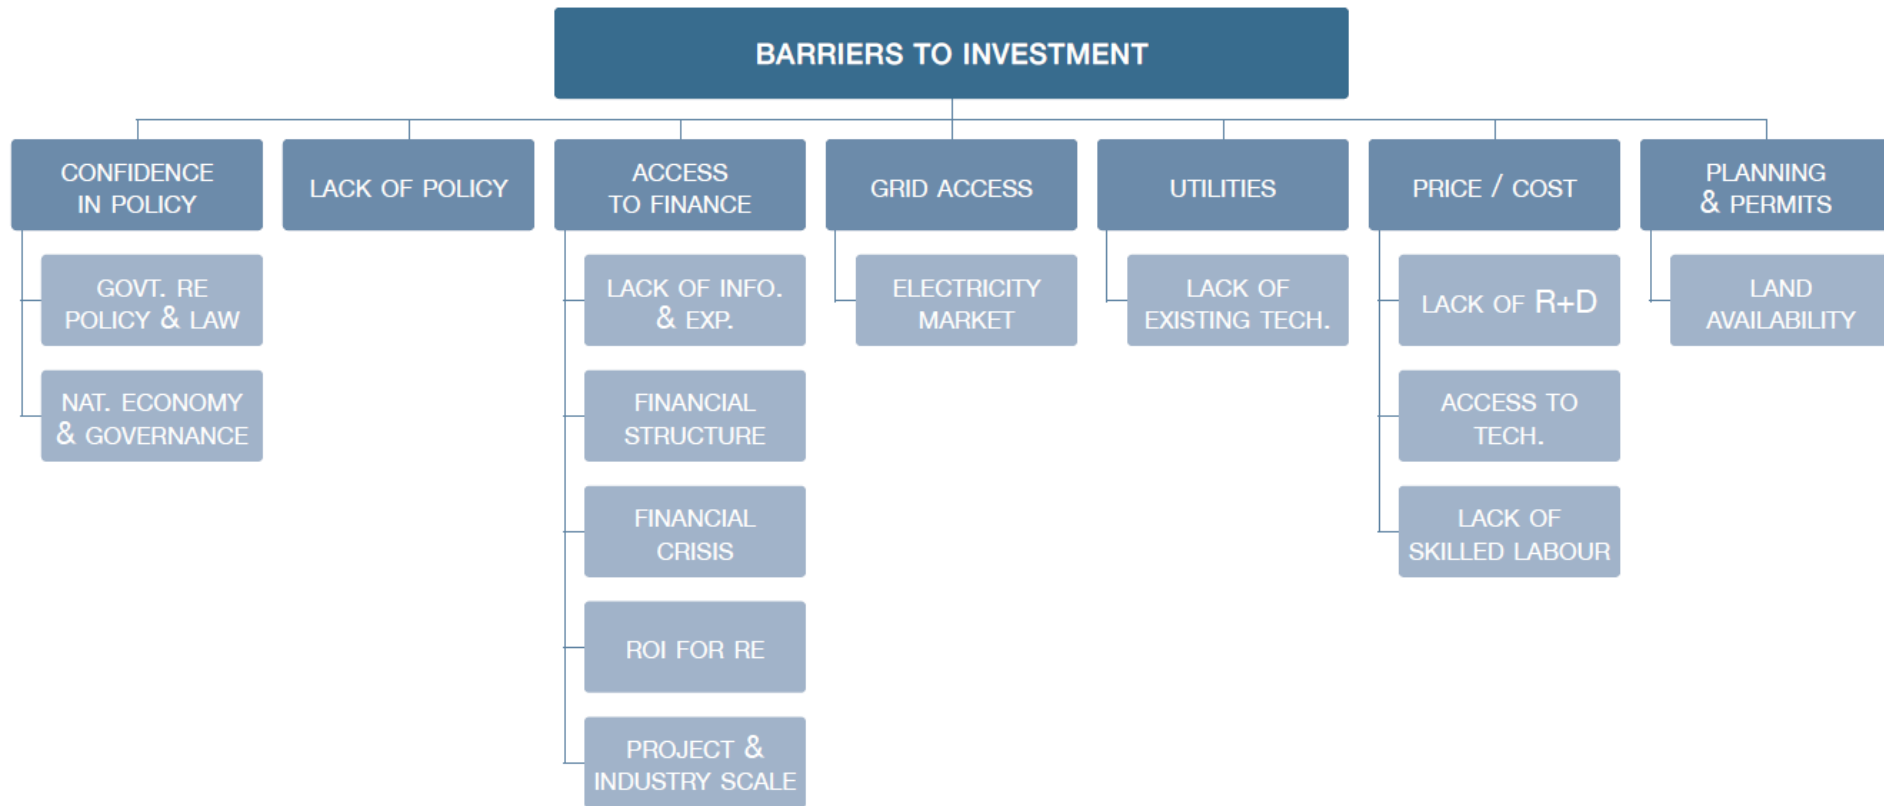 BARRIERS TO INVESTMENT
CONFIDENCE
IN POLICY
LACK OF POLICY
ACCESS
TO FINANCE
GRID ACCESS
UTILITIES
PRICE / COST
PLANNING
& PERMITS
GOVT. RE
POLICY & LAW
NAT. ECONOMY
& GOVERNANCE
LACK OF INFO.
& EXP.
FINANCIAL
STRUCTURE
FINANCIAL
CRISIS
ROI FOR RE
PROJECT &
INDUSTRY SCALE
ELECTRICITY
MARKET
LACK OF
EXISTING TECH.
LACK OF R+D
ACCESS TO
TECH.
LACK OF
SKILLED LABOUR
LAND
AVAILABILITY